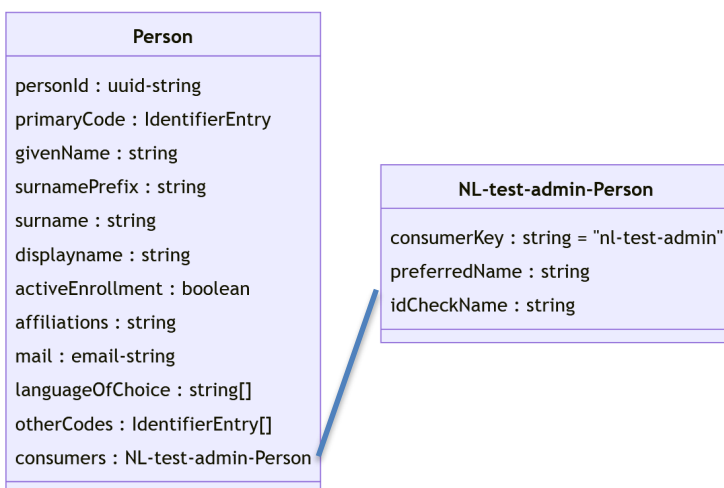 Person
personId : uuid-string
primaryCode : IdentifierEntry
givenName : string
surnamePrefix : string
surname : string
displayname : string
activeEnrollment : boolean
affiliations : string
mail : email-string
languageOfChoice : string[]
otherCodes : IdentifierEntry[]
consumers : NL-test-admin-Person
NL-test-admin-Person
consumerKey : string = "nl-test-admin"
preferredName : string
idCheckName : string